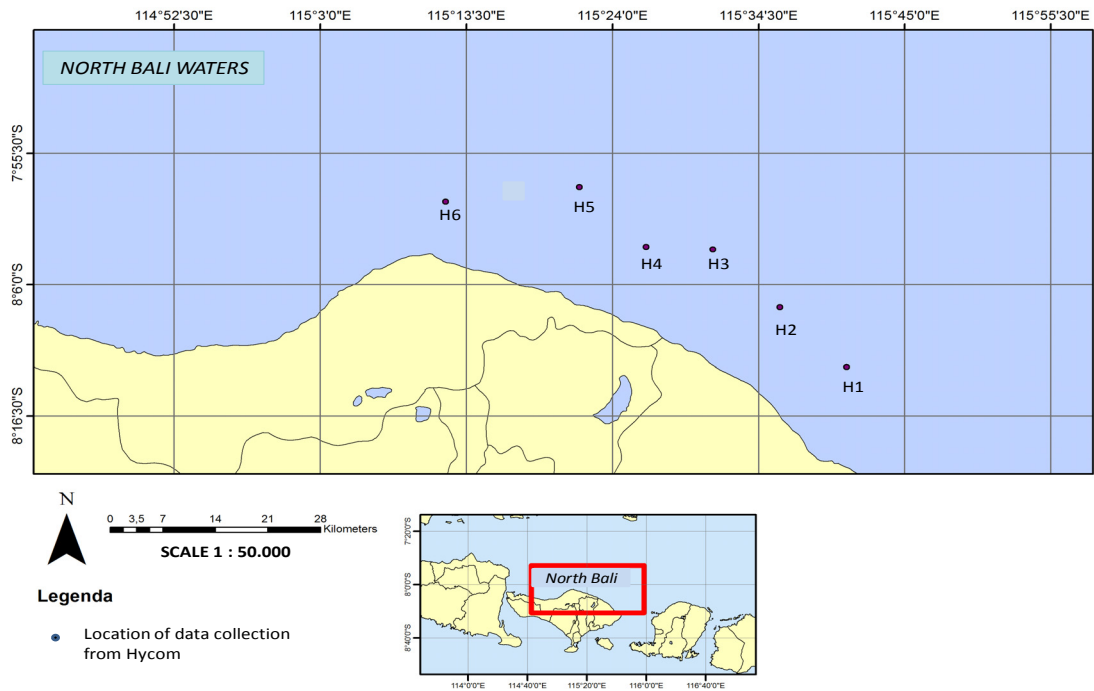 114°52'30"E 115°3'0"E 115°13'30"E 115°24'0"E 115°34'30"E 115°45'0"E 115°55'30"E
NORTH BALI WATERS
7°55'30"S
H5
H6
H4 H3
8°6'0"S
H2
H1
8°16'30"S
N
0 3,5 7 14 21 28
Kilometers
SCALE 1 : 50.000
Legenda
Location of data collection
from Hycom
7°20'0"S
North Bali
8°0'0"S
8°40'0"S
114°0'0"E 114°40'0"E 115°20'0"E 116°0'0"E 116°40'0"E